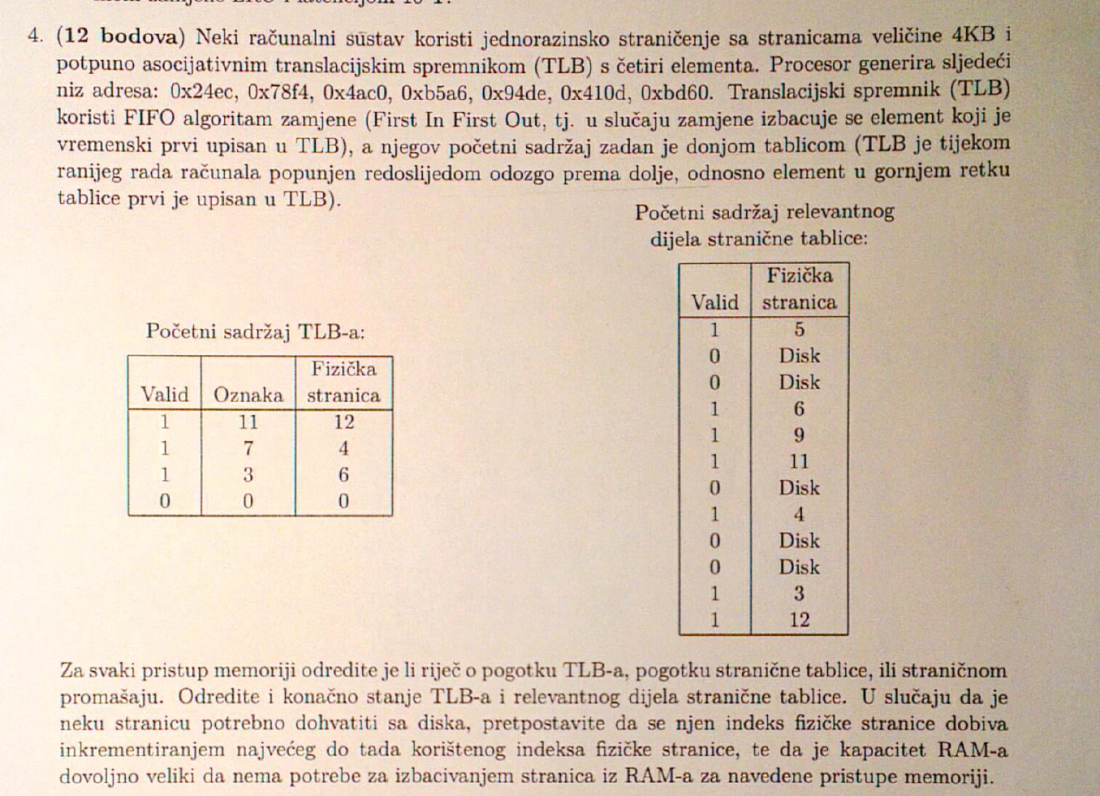 4. (12 bodova) Neki računalni sustav koristi jednorazinsko straničenje sa stranicama veličine 4KB i
potpuno asocijativnim translacijskim spremnikom (TLB) s četiri elementa. Procesor generira sljedeći
niz adresa: 0x24ec, 0x78f4, 0x4ac0, 0xb5a6, 0x94de, 0x410d, 0xbd60. Translacijski spremnik (TLB)
koristi FIFO algoritam zamjene (First In First Out, tj. u slučaju zamjene izbacuje se element koji je
vremenski prvi upisan u TLB), a njegov početni sadržaj zadan je donjom tablicom (TLB je tijekom
ranijeg rada računala popunjen redoslijedom odozgo prema dolje, odnosno element u gornjem retku
tablice prvi je upisan u TLB).
Početni sadržaj TLB-a:
Valid Oznaka Fizička stranica
1 11 12
1 7 4
1 3 6
0 0 0
Početni sadržaj relevantnog
dijela stranične tablice:
Valid Fizička stranica
1 5
0 Disk
0 Disk
1 6
1 9
1 11
0 Disk
1 4
0 Disk
0 Disk
1 3
1 12
Za svaki pristup memoriji odredite je li riječ o pogotku TLB-a, pogotku stranične tablice, ili straničnom
promašaju. Odredite i konačno stanje TLB-a i relevantnog dijela stranične tablice. U slučaju da je
neku stranicu potrebno dohvatiti sa diska, pretpostavite da se njen indeks fizičke stranice dobiva
inkrementiranjem najvećeg do tada korištenog indeksa fizičke stranice, te da je kapacitet RAM-a
dovoljno veliki da nema potrebe za izbacivanjem stranica iz RAM-a za navedene pristupe memoriji.